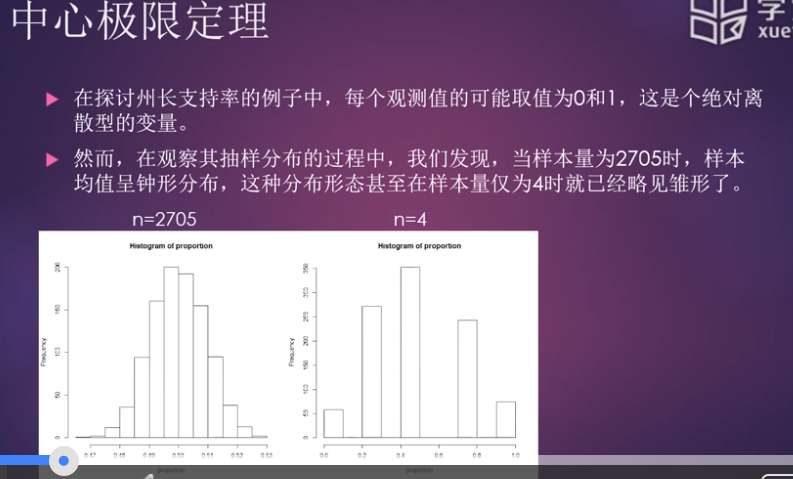 中心极限定理
学
xue
在探讨州长支持率的例子中，每个观测值的可能取值为0和1，这是个绝对离
散型的变量。
然而，在观察其抽样分布的过程中，我们发现，当样本量为2705时，样本
均值呈钟形分布，这种分布形态甚至在样本量仅为4时就已经略见雏形了。
n=2705
n=4
Histogram of proportion
Histogram of proportion
Frequency
200
150
100
50
0
Frequency
350
300
250
200
150
100
50
0
0.47 0.48 0.49 0.50 0.51 0.52 0.53
0.0 0.2 0.4 0.6 0.8 1.0
proportion
proportion